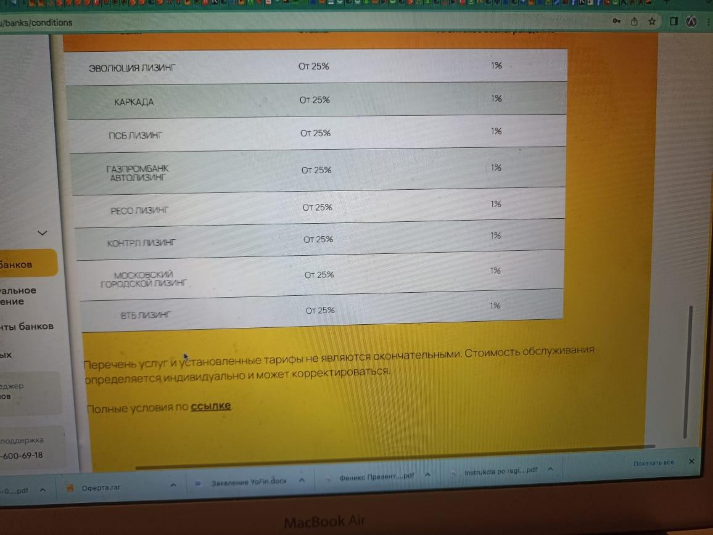 u/banks/conditions
ЭВОЛЮЦИЯ ЛИЗИНГ От 25% 1%
КАРКАДА От 25% 1%
ПСБ ЛИЗИНГ От 25% 1%
ГАЗПРОМБАНК
АВТОЛИЗИНГ От 25% 1%
РЕСО ЛИЗИНГ От 25% 1%
КОНТРЛ ЛИЗИНГ От 25% 1%
МОСКОВСКИЙ
ГОРОДСКОЙ ЛИЗИНГ От 25% 1%
ВТБ ЛИЗИНГ От 25% 1%
банков
уальное
ение
нты банков
ых
еджер
ов
поддержка
-600-69-18
Перечень услуг и установленные тарифы не являются окончательными. Стоимость обслуживания
определяется индивидуально и может корректироваться.
Полные условия по ссылке
-0....pdf Оферта.rar Заявление YoFin.docx Феникс Презент....pdf Instrukcia po regi....pdf Показать все
MacBook Air